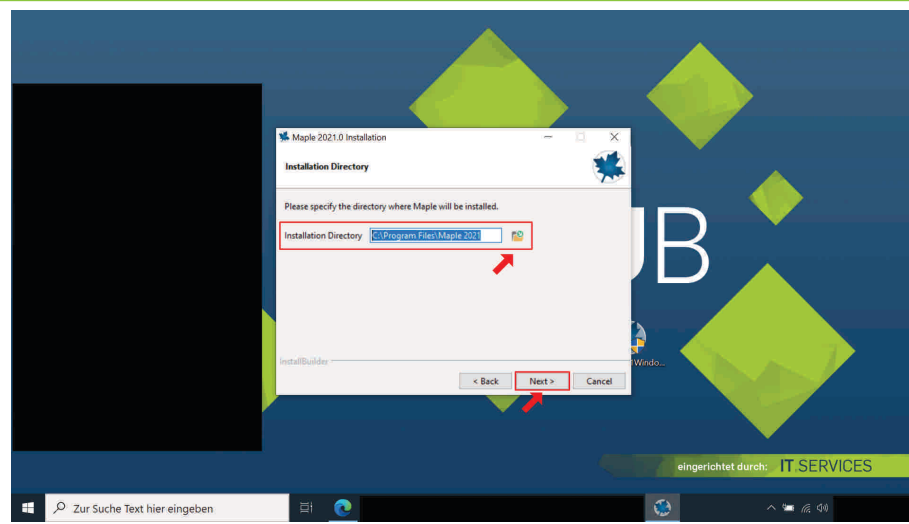 Maple 2021.0 Installation
Installation Directory
Please specify the directory where Maple will be installed.
Installation Directory C:\Program Files\Maple 2021
InstallBuilder
< Back Next > Cancel
UB
eingerichtet durch: IT.SERVICES
Zur Suche Text hier eingeben